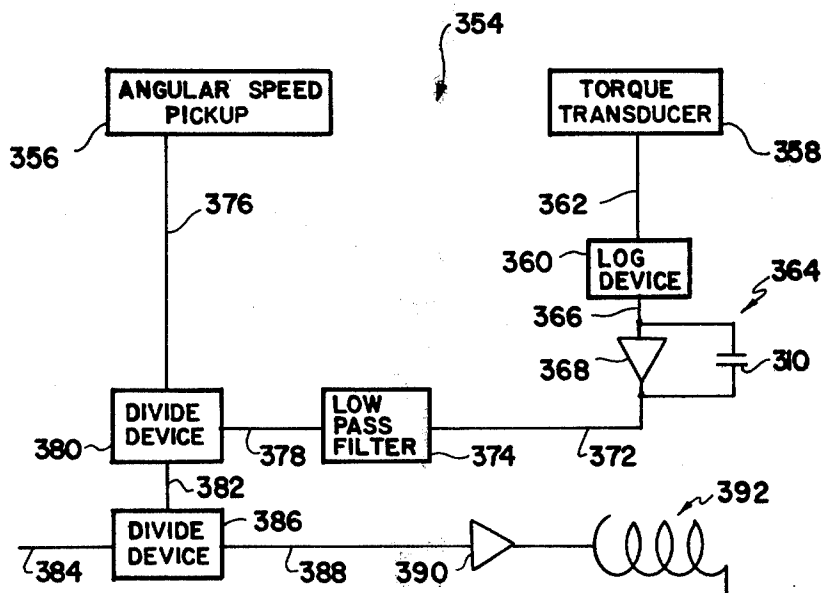 354
ANGULAR SPEED
PICKUP
356
TORQUE
TRANSDUCER
358
376
362
360
LOG
DEVICE
364
366
368
310
DIVIDE
DEVICE
380
378
LOW
PASS
FILTER
374
372
382
DIVIDE
DEVICE
386
384
388
390
392